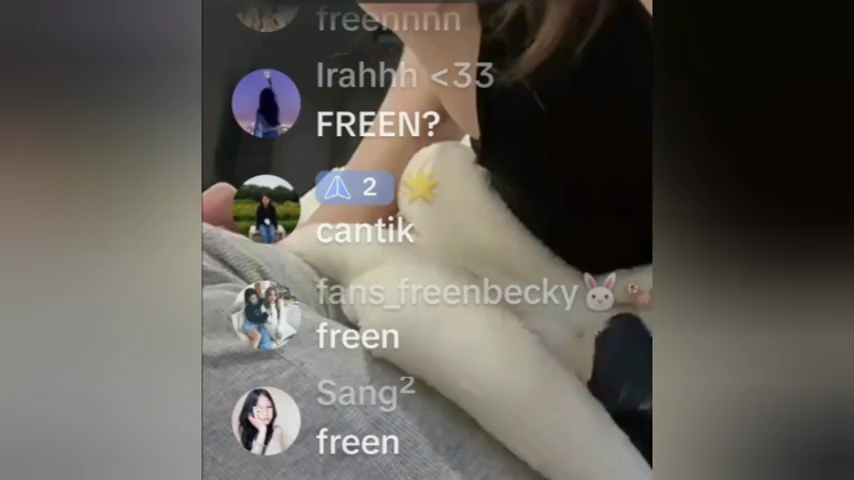 freennnn
Irahhh <33
FREEN?
2
cantik
fans_freenbecky🐰
freen
Sang²
freen